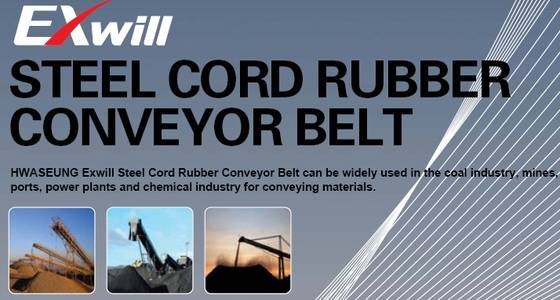 EXwill
STEEL CORD RUBBER
CONVEYOR BELT
HWASEUNG Exwill Steel Cord Rubber Conveyor Belt can be widely used in the coal industry, mines,
ports, power plants and chemical industry for conveying materials.